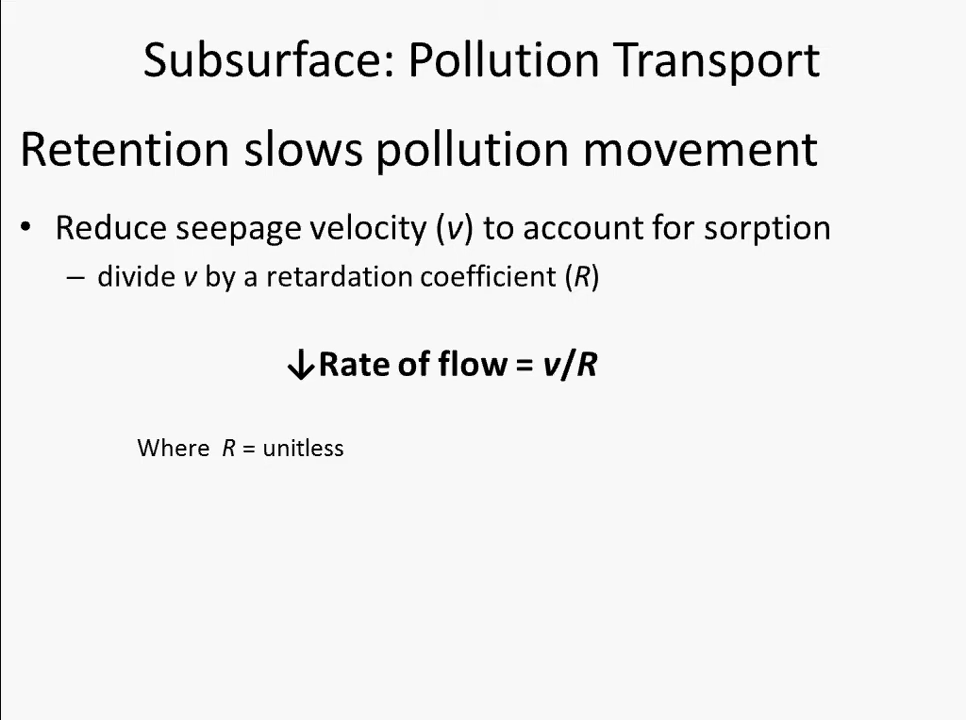 Subsurface: Pollution Transport
Retention slows pollution movement
• Reduce seepage velocity (v) to account for sorption
– divide v by a retardation coefficient (R)
↓Rate of flow = v/R
Where R = unitless